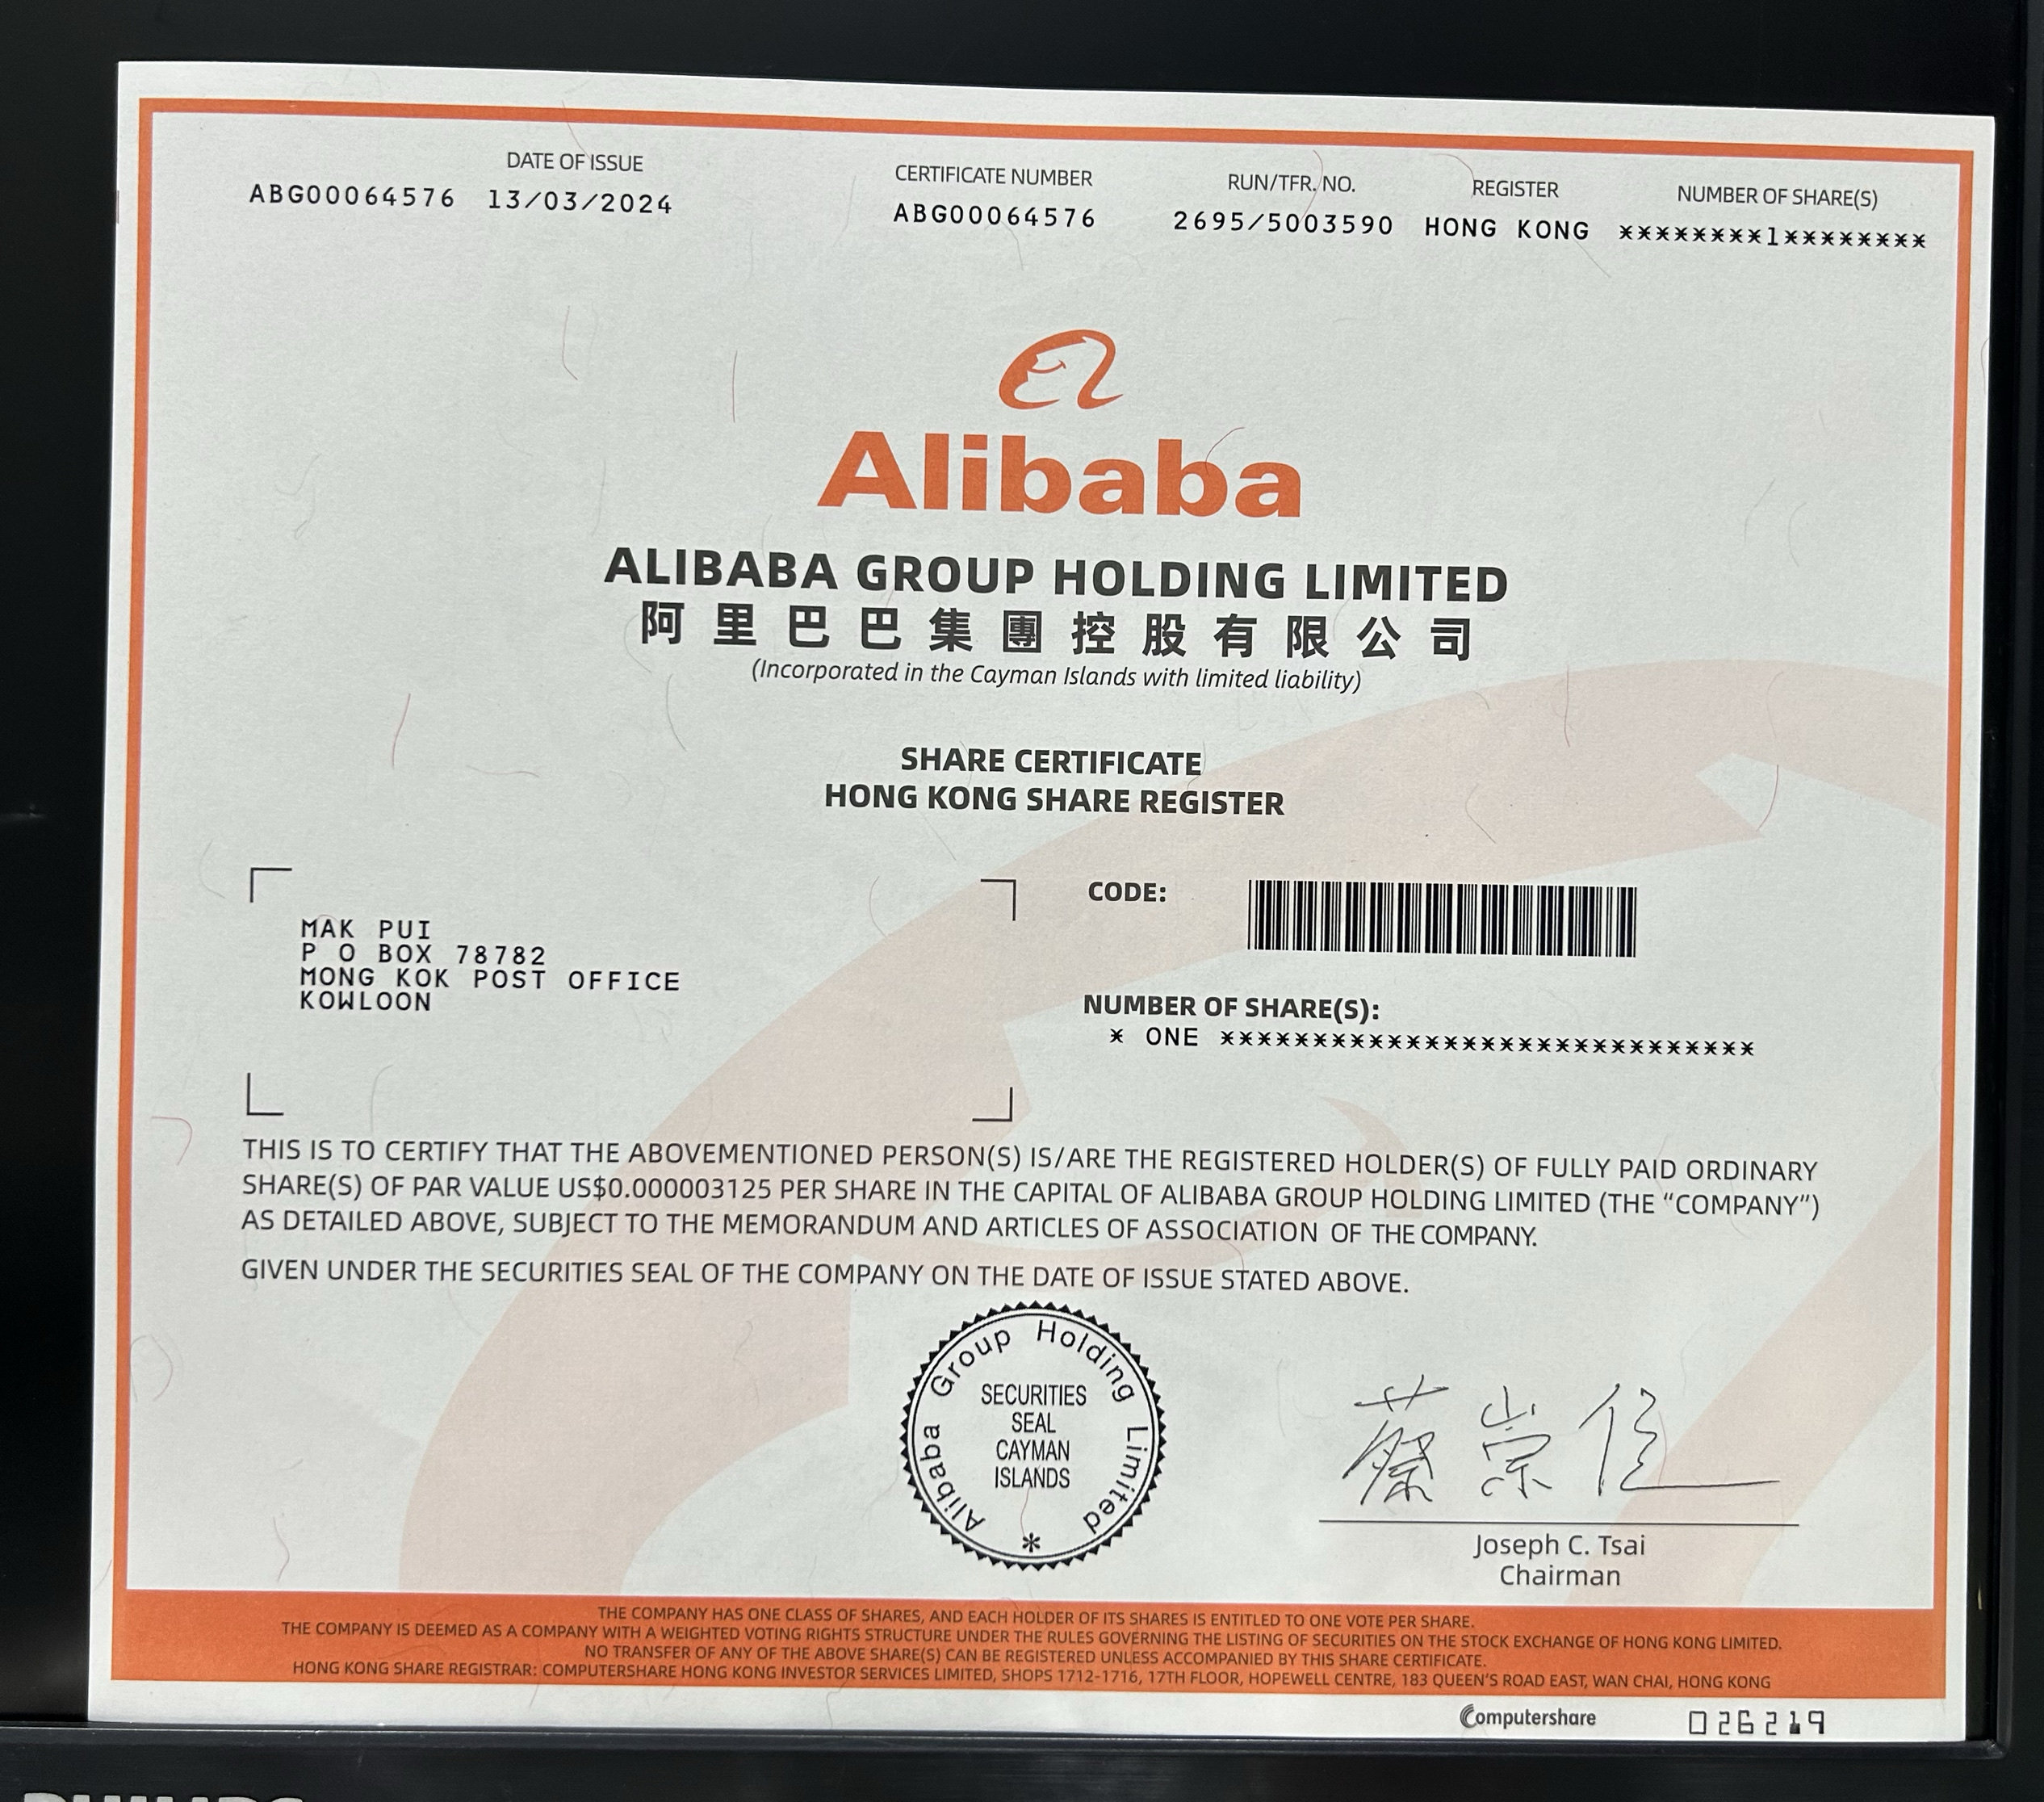 DATE OF ISSUE
CERTIFICATE NUMBER
RUN/TFR. NO.
REGISTER
NUMBER OF SHARE(S)
ABG00064576 13/03/2024
ABG00064576
2695/5003590
HONG KONG
********1********
Alibaba
ALIBABA GROUP HOLDING LIMITED
阿里巴巴集團控股有限公司
(Incorporated in the Cayman Islands with limited liability)
SHARE CERTIFICATE
HONG KONG SHARE REGISTER
MAK PUI
P O BOX 78782
MONG KOK POST OFFICE
KOWLOON
CODE:
NUMBER OF SHARE(S):
* ONE *****************************
THIS IS TO CERTIFY THAT THE ABOVEMENTIONED PERSON(S) IS/ARE THE REGISTERED HOLDER(S) OF FULLY PAID ORDINARY
SHARE(S) OF PAR VALUE US$0.000003125 PER SHARE IN THE CAPITAL OF ALIBABA GROUP HOLDING LIMITED (THE “COMPANY”)
AS DETAILED ABOVE, SUBJECT TO THE MEMORANDUM AND ARTICLES OF ASSOCIATION OF THE COMPANY.
GIVEN UNDER THE SECURITIES SEAL OF THE COMPANY ON THE DATE OF ISSUE STATED ABOVE.
Alibaba Group Holding Limited
SECURITIES
SEAL
CAYMAN
ISLANDS
*
蔡崇信
Joseph C. Tsai
Chairman
THE COMPANY HAS ONE CLASS OF SHARES, AND EACH HOLDER OF ITS SHARES IS ENTITLED TO ONE VOTE PER SHARE.
THE COMPANY IS DEEMED AS A COMPANY WITH A WEIGHTED VOTING RIGHTS STRUCTURE UNDER THE RULES GOVERNING THE LISTING OF SECURITIES ON THE STOCK EXCHANGE OF HONG KONG LIMITED.
NO TRANSFER OF ANY OF THE ABOVE SHARE(S) CAN BE REGISTERED UNLESS ACCOMPANIED BY THIS SHARE CERTIFICATE.
HONG KONG SHARE REGISTRAR: COMPUTERSHARE HONG KONG INVESTOR SERVICES LIMITED, SHOPS 1712-1716, 17TH FLOOR, HOPEWELL CENTRE, 183 QUEEN'S ROAD EAST, WAN CHAI, HONG KONG
Computershare
026219